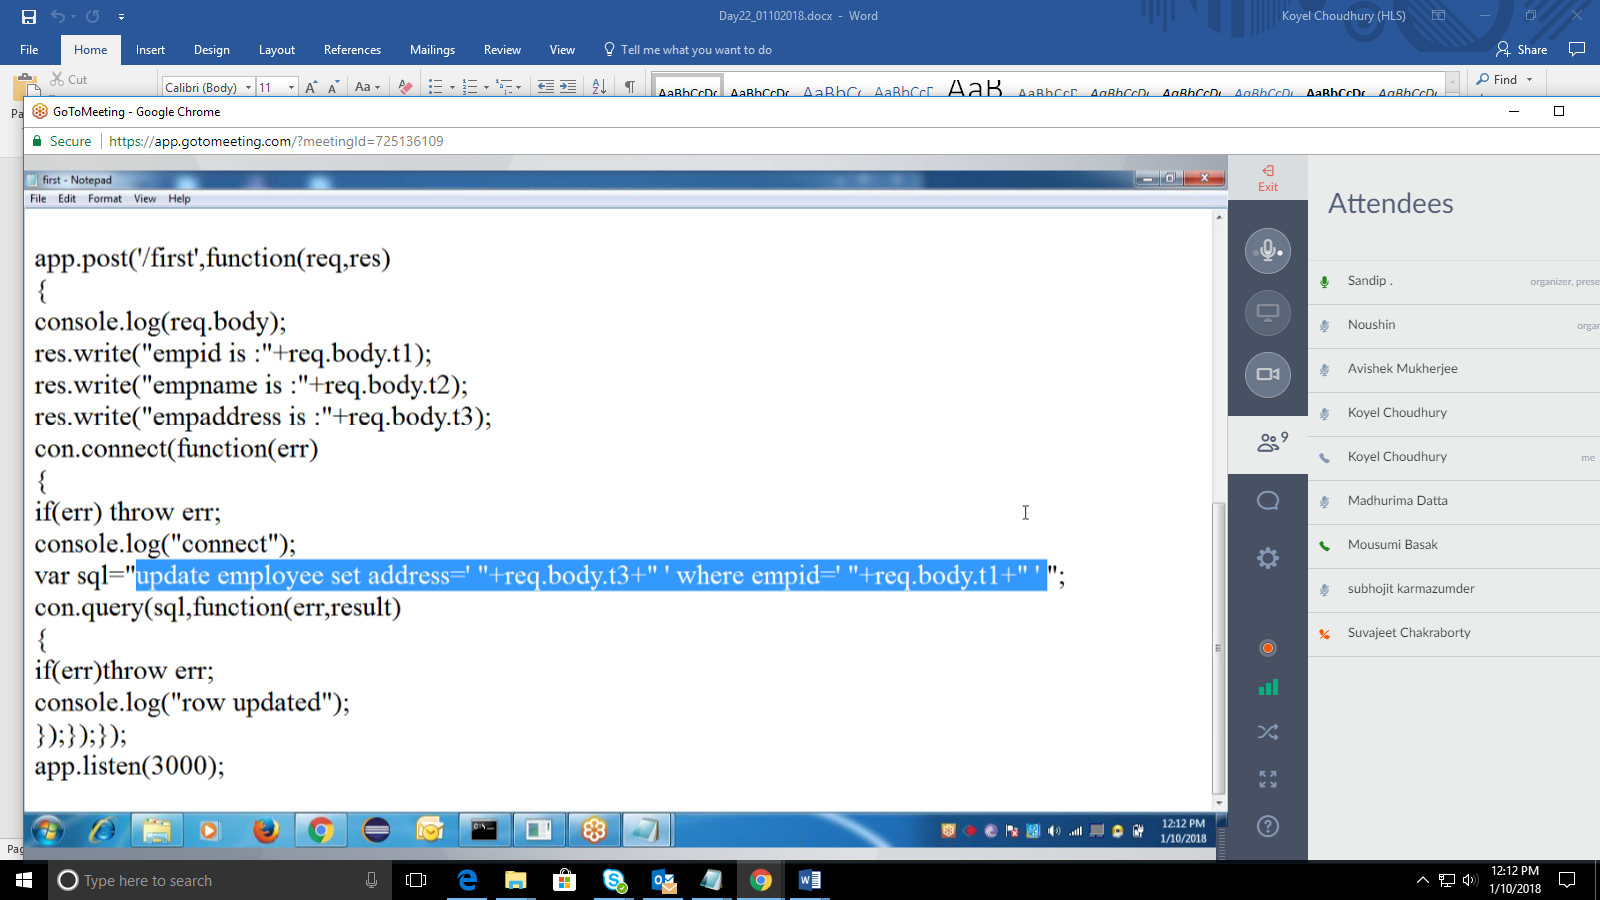 Day22_01102018.docx - Word
Koyel Choudhury (HLS)
File Home Insert Design Layout References Mailings Review View Tell me what you want to do Share
Cut
Calibri (Body) 11
Aa
Find
GoToMeeting - Google Chrome
Secure https://app.gotomeeting.com/?meetingId=725136109
first - Notepad
File Edit Format View Help
app.post('/first',function(req,res)
{
console.log(req.body);
res.write("empid is :"+req.body.t1);
res.write("empname is :"+req.body.t2);
res.write("empaddress is :"+req.body.t3);
con.connect(function(err)
{
if(err) throw err;
console.log("connect");
var sql="update employee set address=' "+req.body.t3+" ' where empid=' "+req.body.t1+" ' ";
con.query(sql,function(err,result)
{
if(err)throw err;
console.log("row updated");
});});});
app.listen(3000);
12:12 PM
1/10/2018
Exit
9
Attendees
Sandip .
organizer, prese
Noushin
organ
Avishek Mukherjee
Koyel Choudhury
Koyel Choudhury
me
Madhurima Datta
Mousumi Basak
subhojit karmazumder
Suvajeet Chakraborty
Type here to search
12:12 PM
1/10/2018